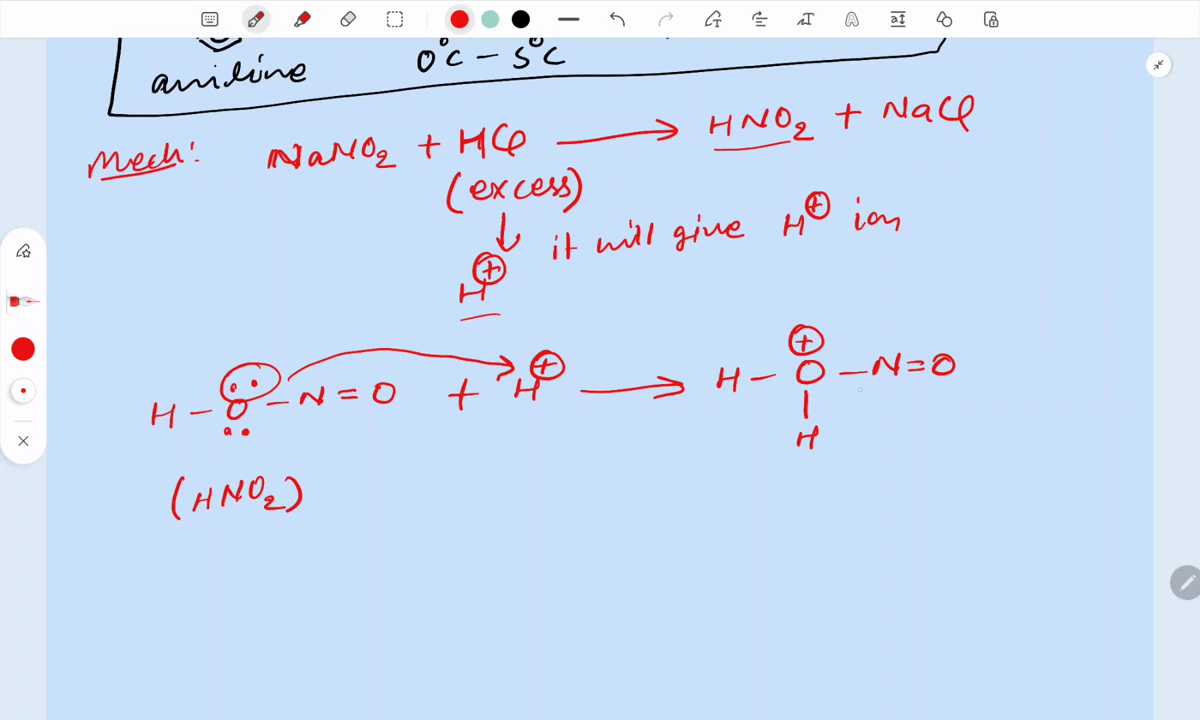 aniline 0°C – 5°C
Mech: NaNO₂ + HCl ⟶ HNO₂ + NaCl
(excess)
↓ it will give H⊕ ion
H⊕
H – O – N = O + H⊕ ⟶ H – O⊕ – N = O
|
H
(HNO₂)